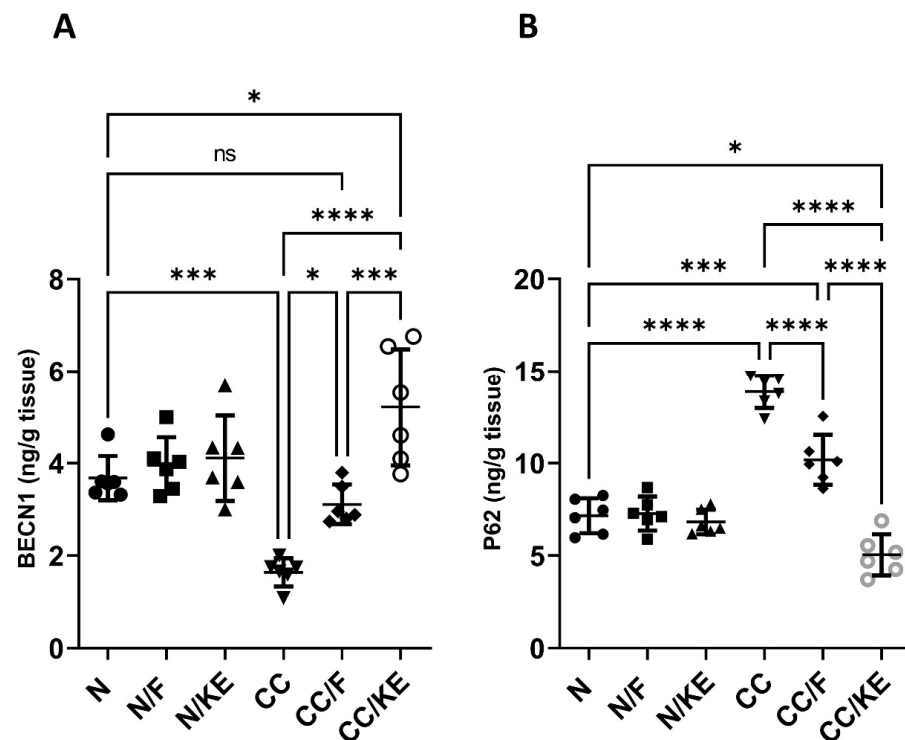 A
*
ns
****
***
*
***
8
6
4
2
0
BECN1 (ng/g tissue)
N
N/F
N/KE
CC
CC/F
CC/KE
B
*
****
***
****
****
****
20
15
10
5
0
P62 (ng/g tissue)
N
N/F
N/KE
CC
CC/F
CC/KE